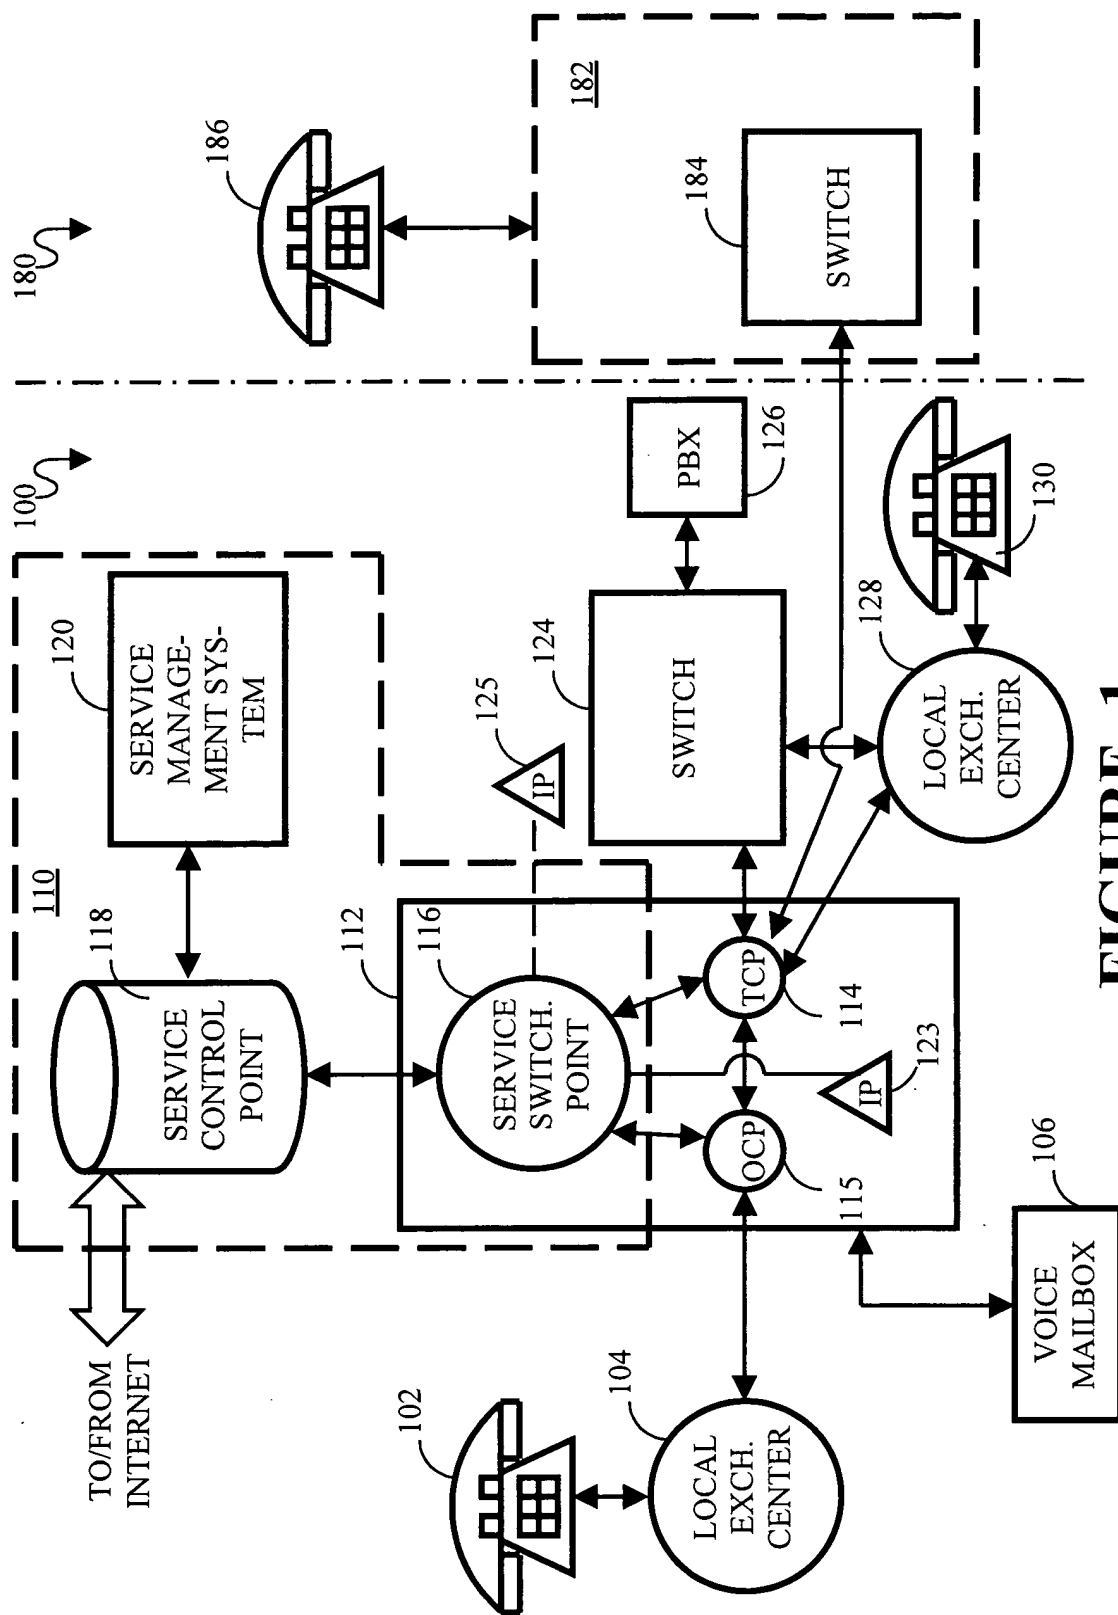 100
180
110
118
SERVICE
CONTROL
POINT
120
SERVICE
MANAGE-
MENT SYS-
TEM
TO/FROM
INTERNET
186
182
184
SWITCH
112
116
SERVICE
SWITCH.
POINT
125
IP
124
SWITCH
PBX
126
102
104
LOCAL
EXCH.
CENTER
OCP
115
TCP
114
IP
123
128
LOCAL
EXCH.
CENTER
130
106
VOICE
MAILBOX
FIGURE 1